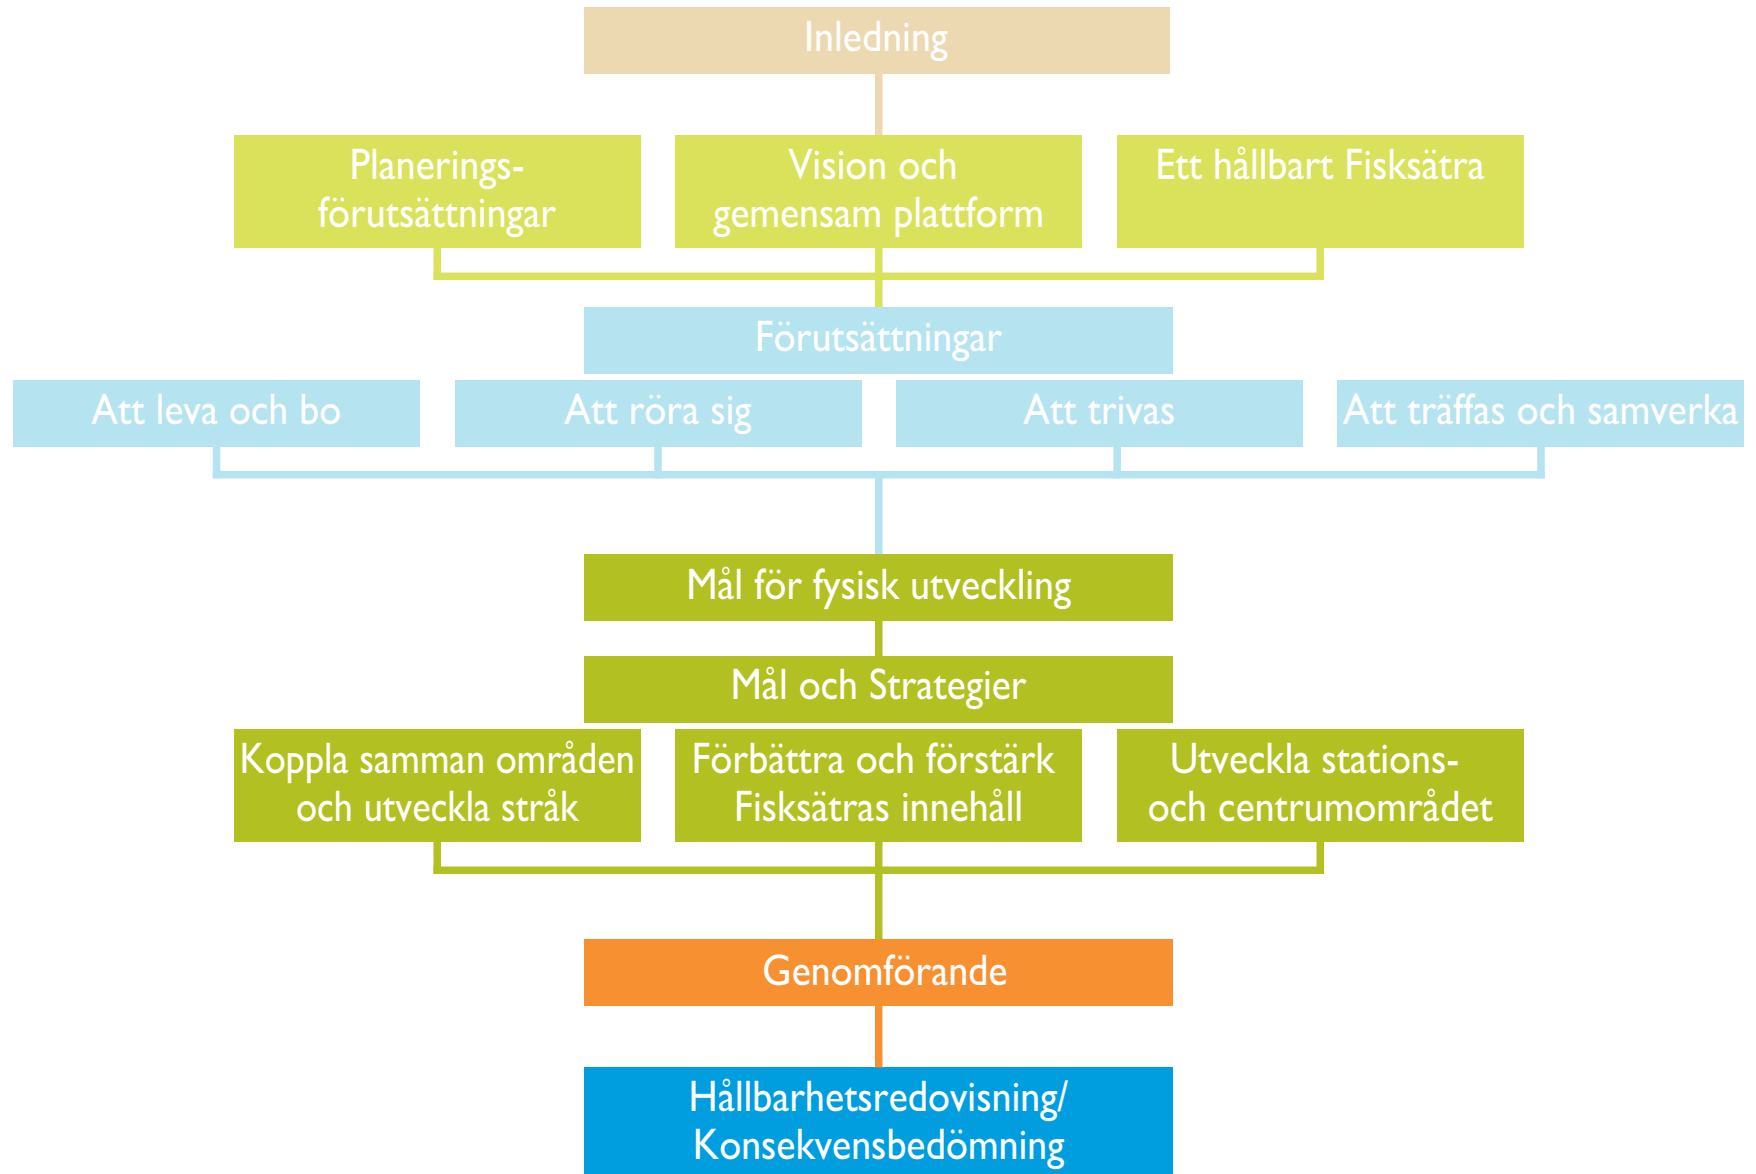 Inledning
Planerings-
förutsättningar
Vision och
gemensam plattform
Ett hållbart Fisksätra
Förutsättningar
Att leva och bo
Att röra sig
Att trivas
Att träffas och samverka
Mål för fysisk utveckling
Mål och Strategier
Koppla samman områden
och utveckla stråk
Förbättra och förstärk
Fisksätras innehåll
Utveckla stations-
och centrumområdet
Genomförande
Hållbarhetsredovisning/
Konsekvensbedömning